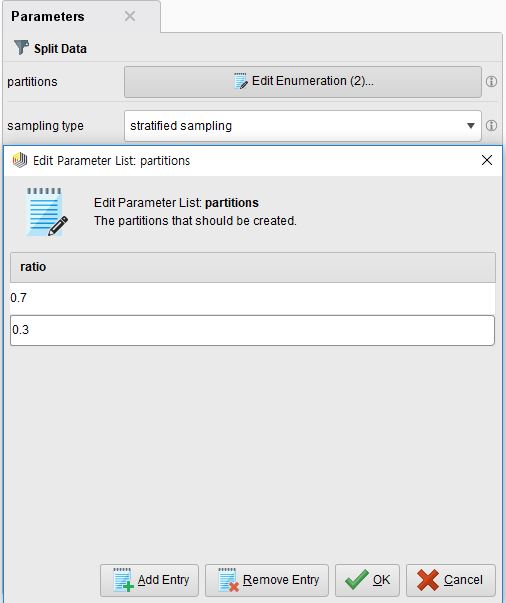 Parameters
Split Data
partitions
Edit Enumeration (2)...
sampling type
stratified sampling
Edit Parameter List: partitions
Edit Parameter List: partitions
The partitions that should be created.
ratio
0.7
0.3
Add Entry
Remove Entry
OK
Cancel